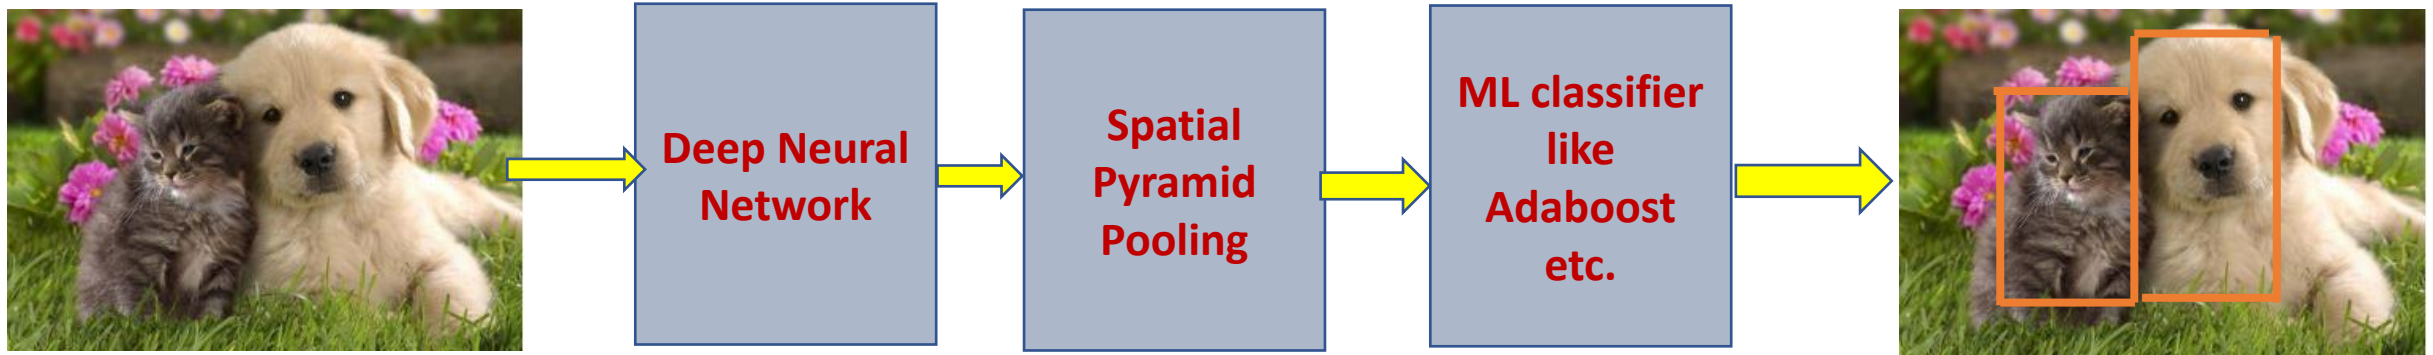 Deep Neural
Network
Spatial
Pyramid
Pooling
ML classifier
like
Adaboost
etc.